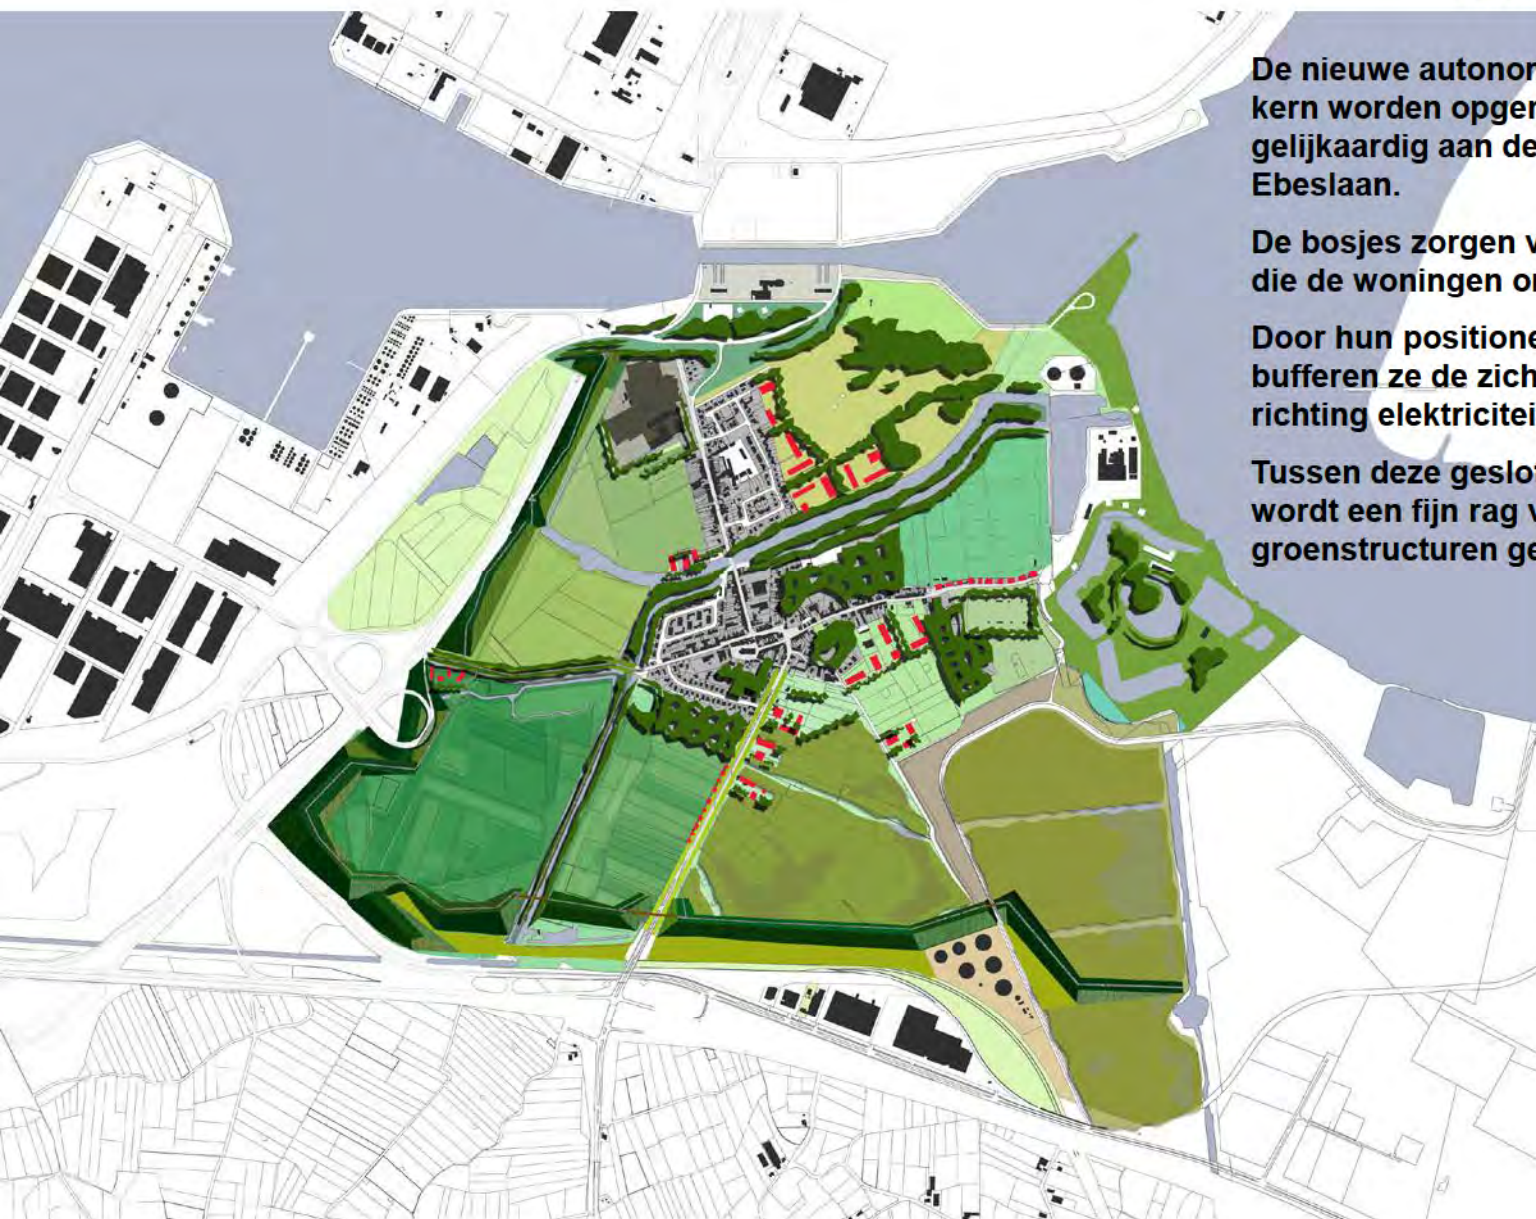 De nieuwe autonor
kern worden opger
gelijkaardig aan de
Ebeslaan.
De bosjes zorgen v
die de woningen or
Door hun positione
bufferen ze de zich
richting elektricitei
Tussen deze geslot
wordt een fijn rag v
groenstructuren ge